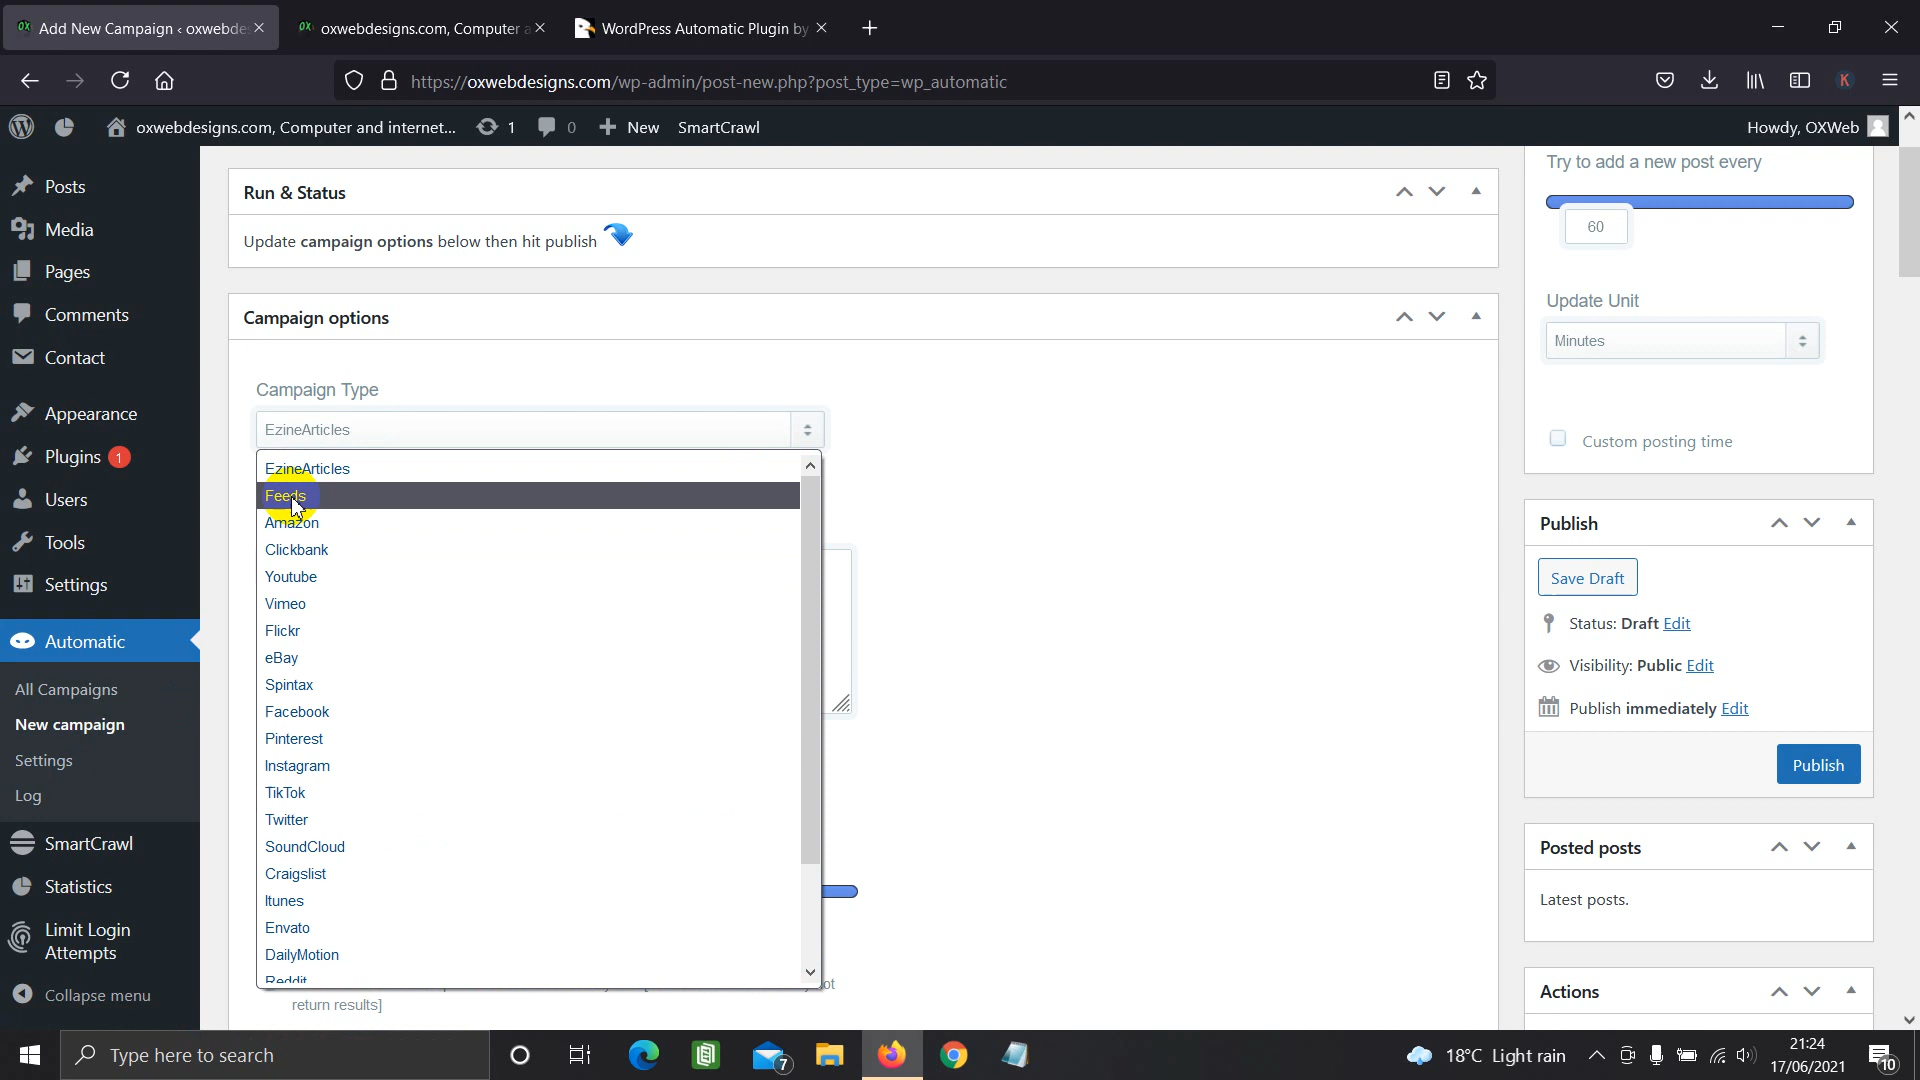 Add New Campaign ‹ oxwebde
oxwebdesigns.com, Computer a
WordPress Automatic Plugin by
https://oxwebdesigns.com/wp-admin/post-new.php?post_type=wp_automatic
K
oxwebdesigns.com, Computer and internet...
1
0
New
SmartCrawl
Howdy, OXWeb
Posts
Media
Pages
Comments
Contact
Appearance
Plugins 1
Users
Tools
Settings
Automatic
All Campaigns
New campaign
Settings
Log
SmartCrawl
Statistics
Limit Login
Attempts
Collapse menu
Run & Status
Update campaign options below then hit publish
Campaign options
Campaign Type
EzineArticles
EzineArticles
Feeds
Amazon
Clickbank
Youtube
Vimeo
Flickr
eBay
Spintax
Facebook
Pinterest
Instagram
TikTok
Twitter
SoundCloud
Craigslist
Itunes
Envato
DailyMotion
Reddit
return results]
Try to add a new post every
60
Update Unit
Minutes
Custom posting time
Publish
Save Draft
Status: Draft Edit
Visibility: Public Edit
Publish immediately Edit
Publish
Posted posts
Latest posts.
Actions
Type here to search
7
18°C Light rain
21:24
17/06/2021
10